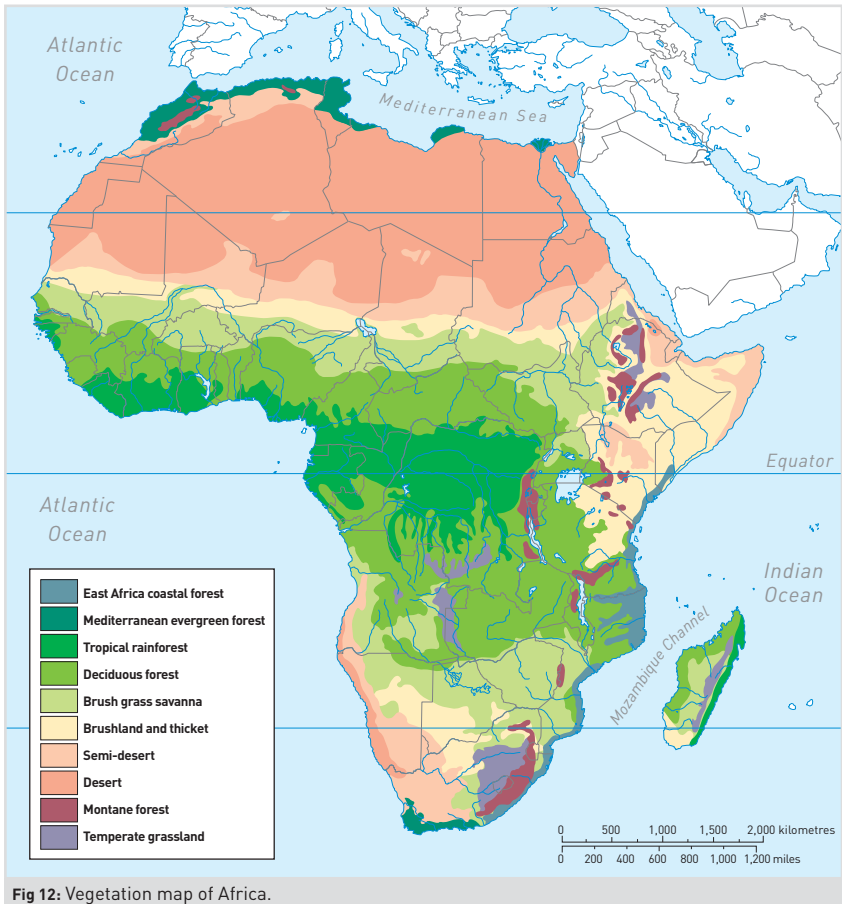 Atlantic
Ocean
Mediterranean Sea
Equator
Atlantic
Ocean
Indian
Ocean
Mozambique Channel
East Africa coastal forest
Mediterranean evergreen forest
Tropical rainforest
Deciduous forest
Brush grass savanna
Brushland and thicket
Semi-desert
Desert
Montane forest
Temperate grassland
0 500 1,000 1,500 2,000 kilometres
0 200 400 600 800 1,000 1,200 miles
Fig 12: Vegetation map of Africa.